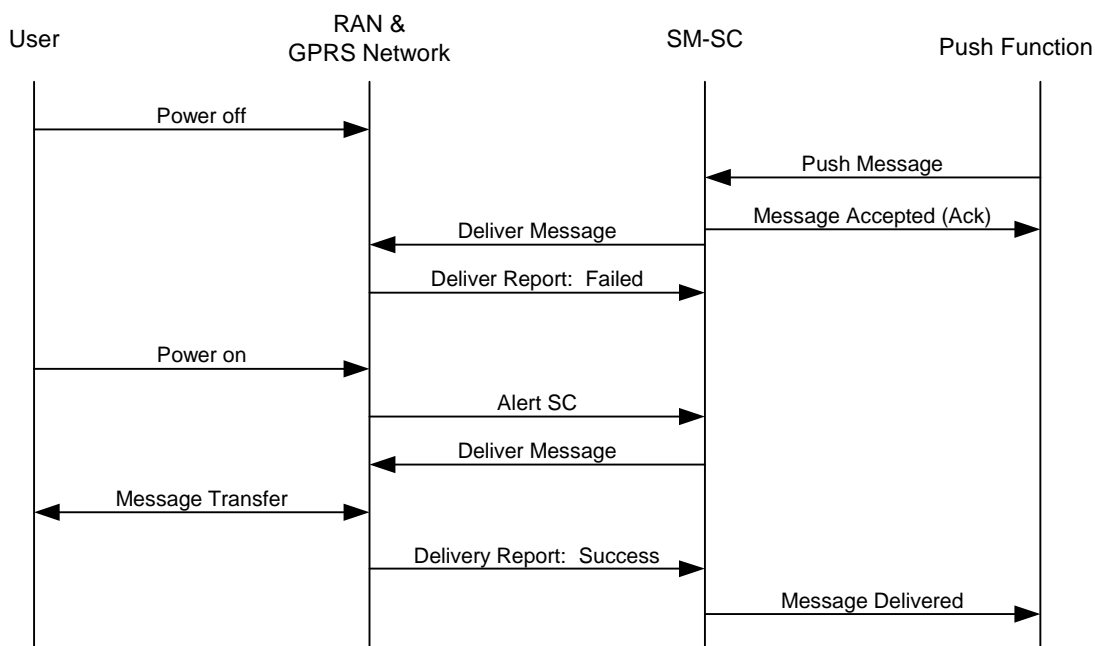 User
RAN &
GPRS Network
SM-SC
Push Function
Power off
Push Message
Message Accepted (Ack)
Deliver Message
Deliver Report:  Failed
Power on
Alert SC
Deliver Message
Message Transfer
Delivery Report:  Success
Message Delivered